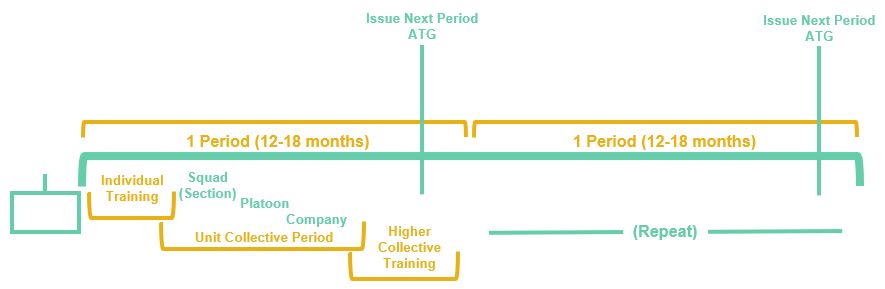 Issue Next Period
ATG
Issue Next Period
ATG
1 Period (12-18 months)
1 Period (12-18 months)
Individual
Training
Squad
(Section)
Platoon
Company
Unit Collective Period
Higher
Collective
Training
(Repeat)